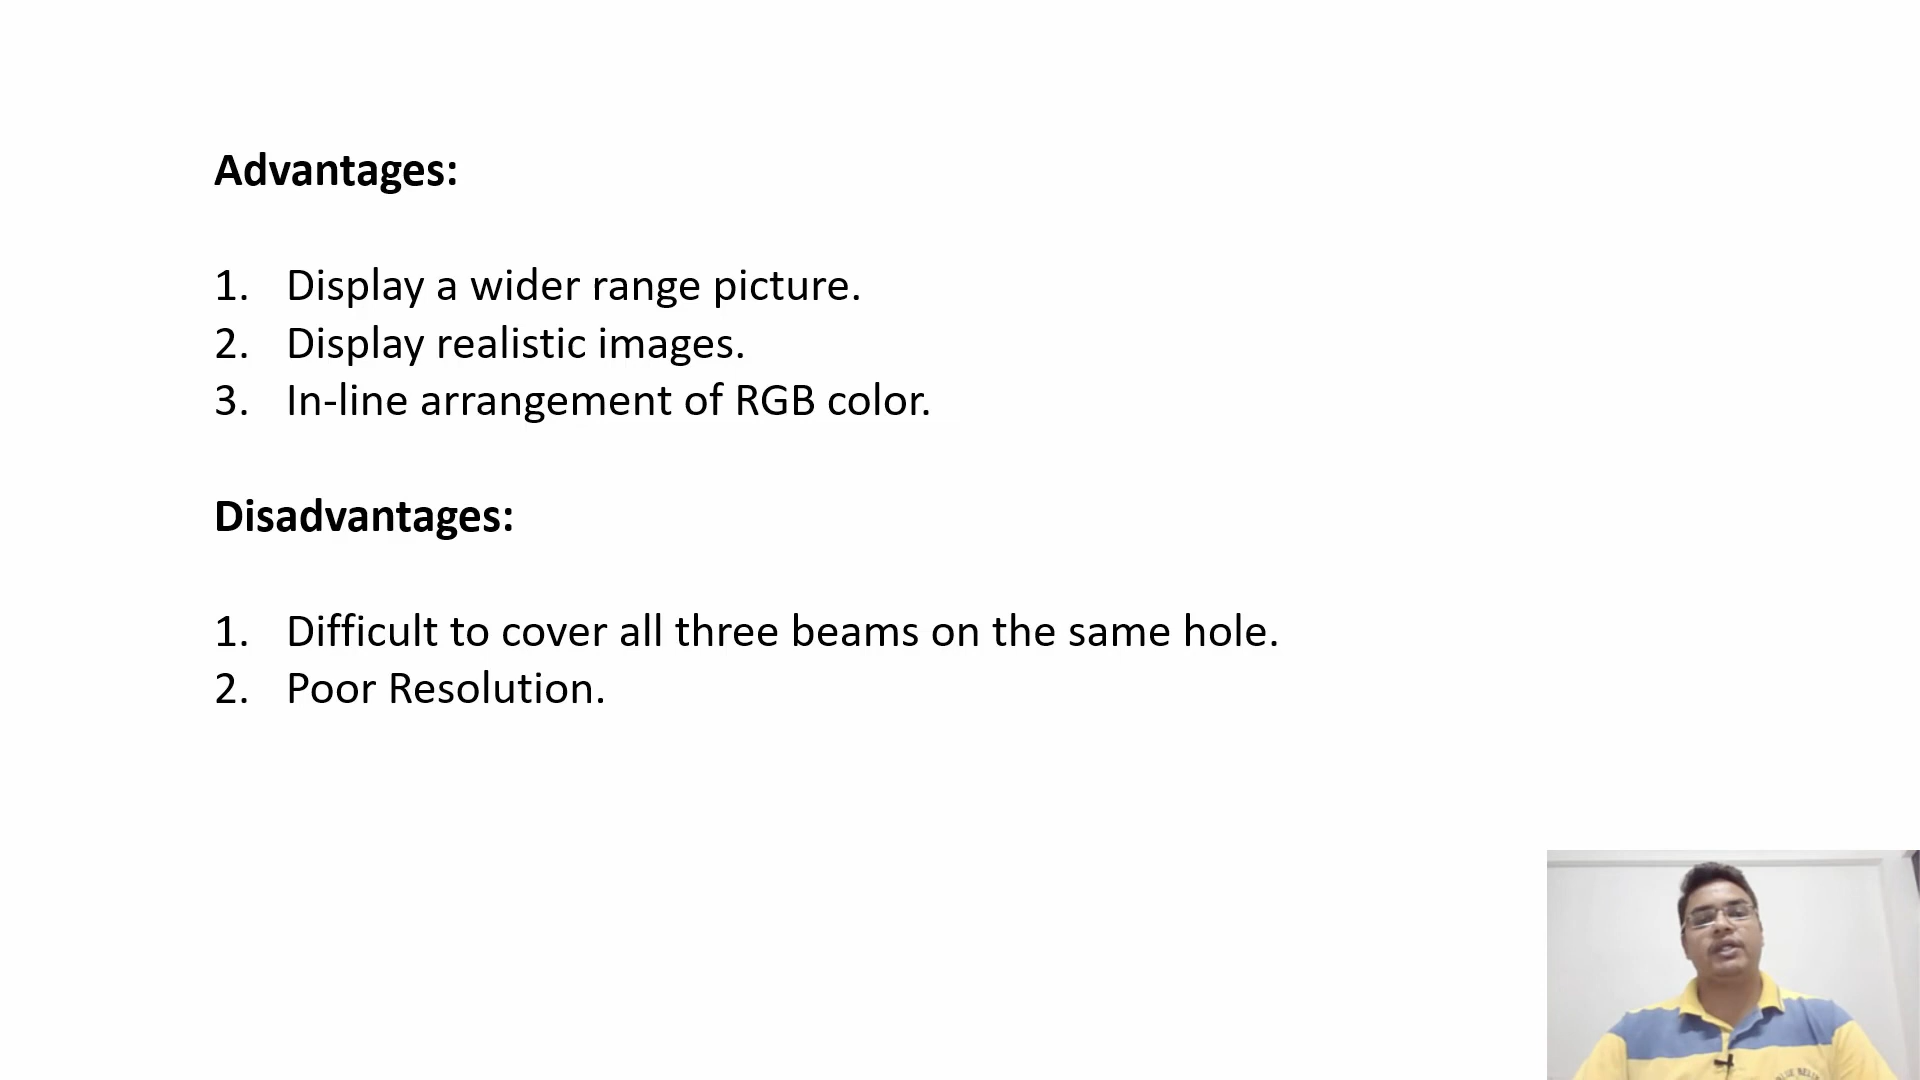 Advantages:
1. Display a wider range picture.
2. Display realistic images.
3. In-line arrangement of RGB color.
Disadvantages:
1. Difficult to cover all three beams on the same hole.
2. Poor Resolution.